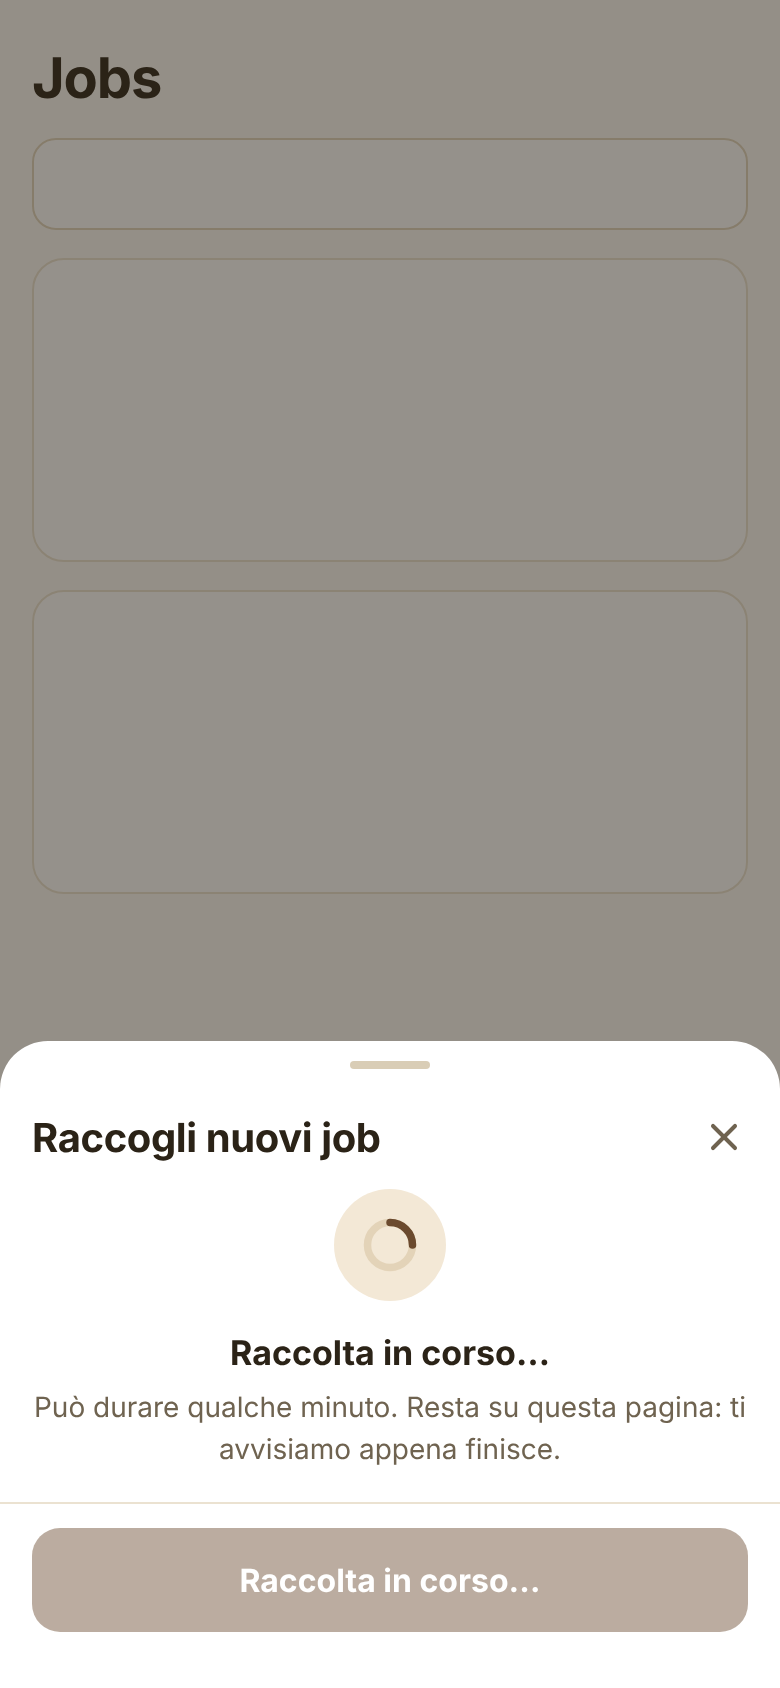 Jobs
Raccogli nuovi job
Raccolta in corso...
Può durare qualche minuto. Resta su questa pagina: ti
avvisiamo appena finisce.
Raccolta in corso...